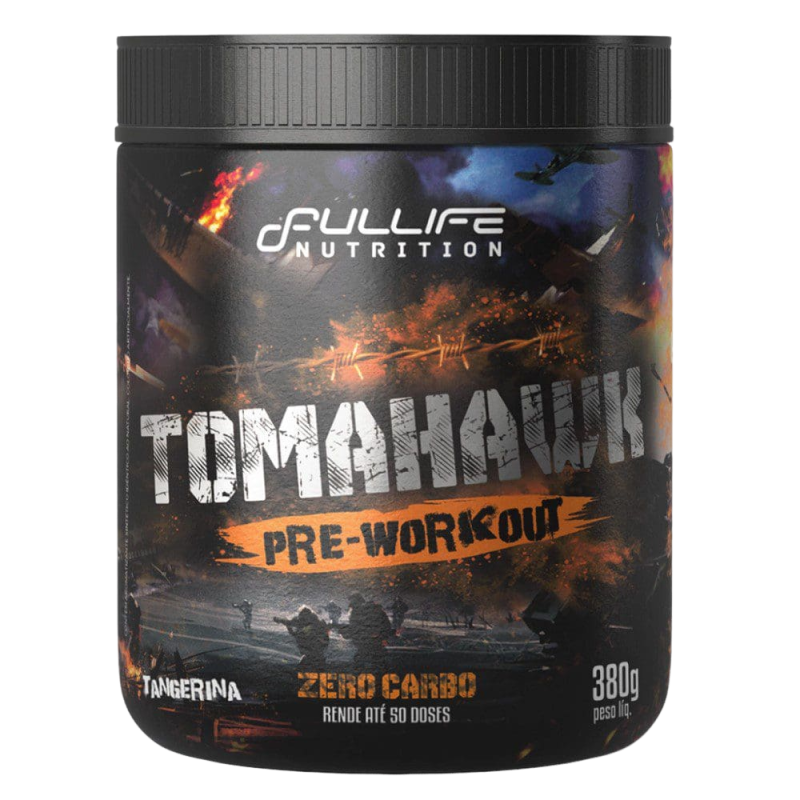 FULLIFE
NUTRITION
TOMAHAWK
PRE-WORKOUT
TANGERINA
ZERO CARBO
RENDE ATÉ 50 DOSES
380g
peso líq.